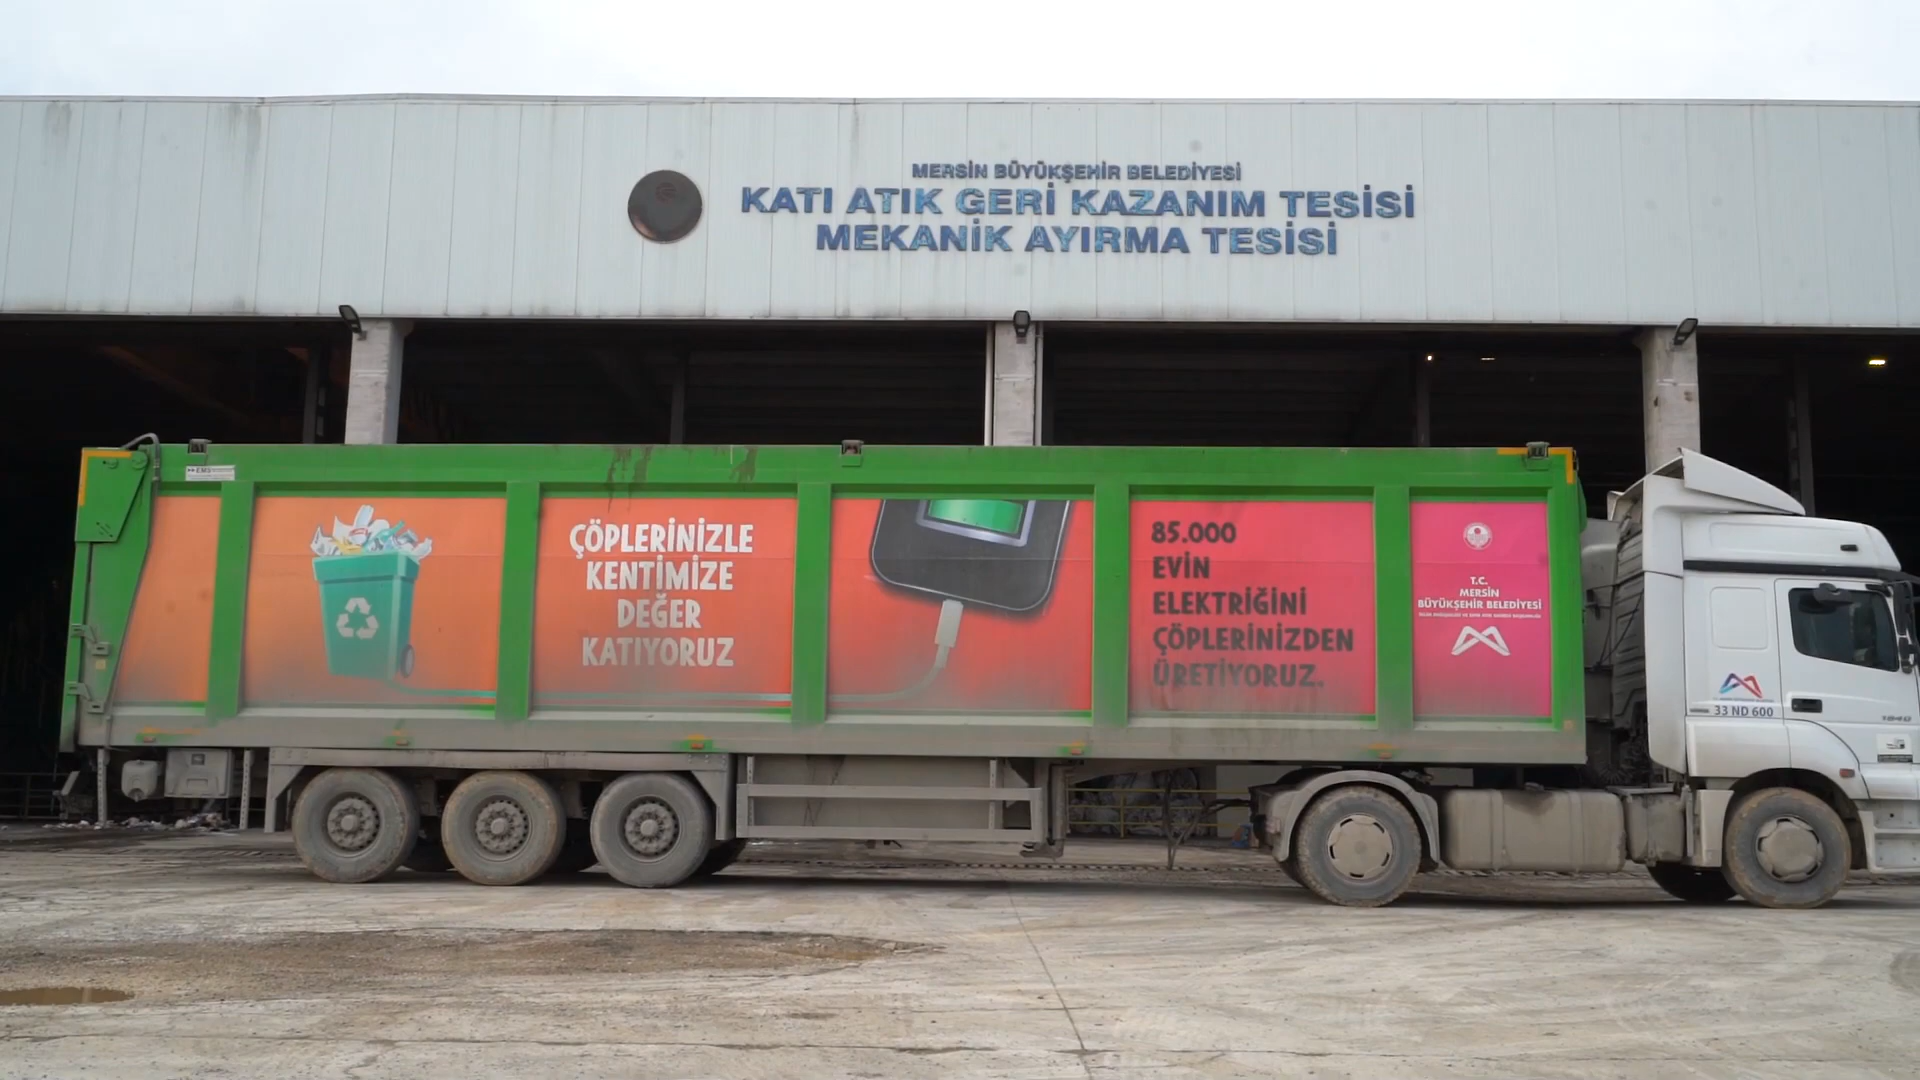 MERSİN BÜYÜKŞEHİR BELEDİYESİ
KATI ATIK GERİ KAZANIM TESİSİ
MEKANİK AYIRMA TESİSİ
EMS
ÇÖPLERİNİZLE
KENTİMİZE
DEĞER
KATIYORUZ
85.000
EVİN
ELEKTRİĞİNİ
ÇÖPLERİNİZDEN
ÜRETİYORUZ.
T.C.
MERSİN
BÜYÜKŞEHİR BELEDİYESİ
33 ND 600
1840